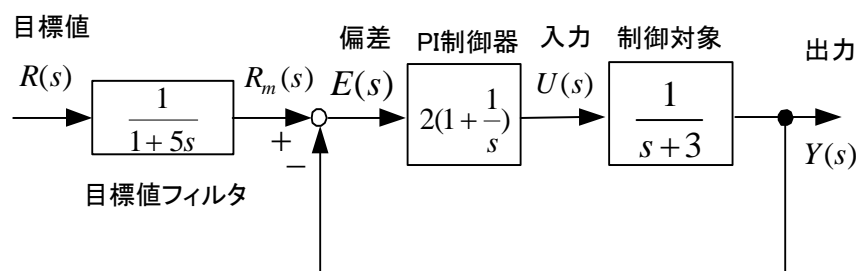 目標値
R(s)
1
1+5s
目標値フィルタ
R_m(s)
+
−
偏差
E(s)
PI制御器
2(1+1/s)
入力
U(s)
制御対象
1
s+3
出力
Y(s)